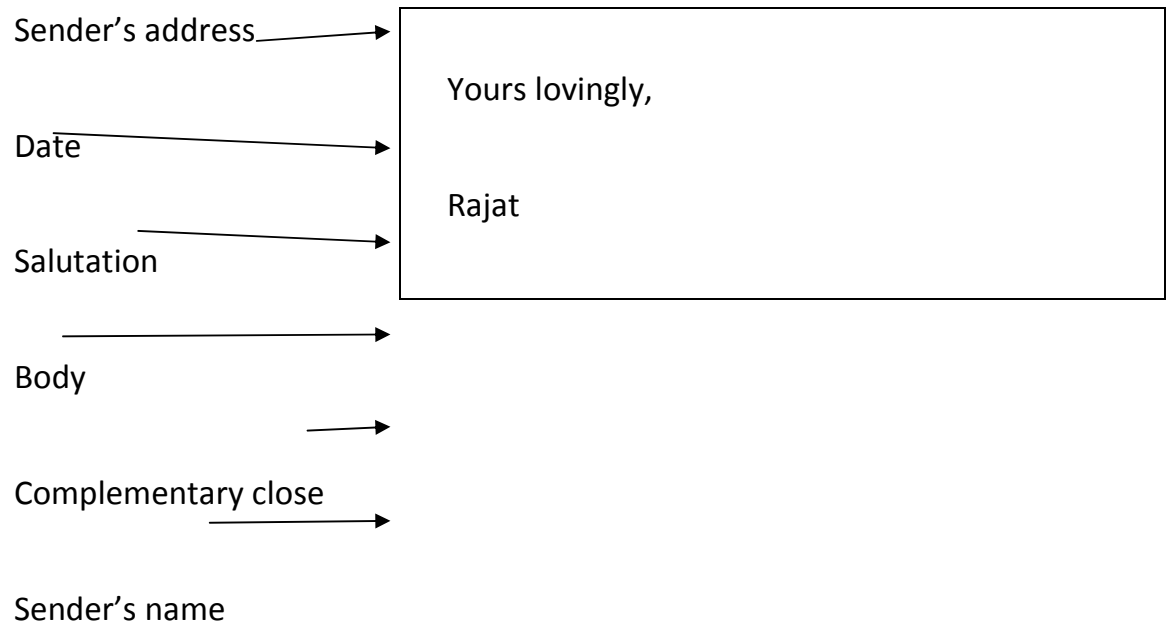 Sender’s address
Date
Salutation
Body
Complementary close
Sender’s name
Yours lovingly,
Rajat